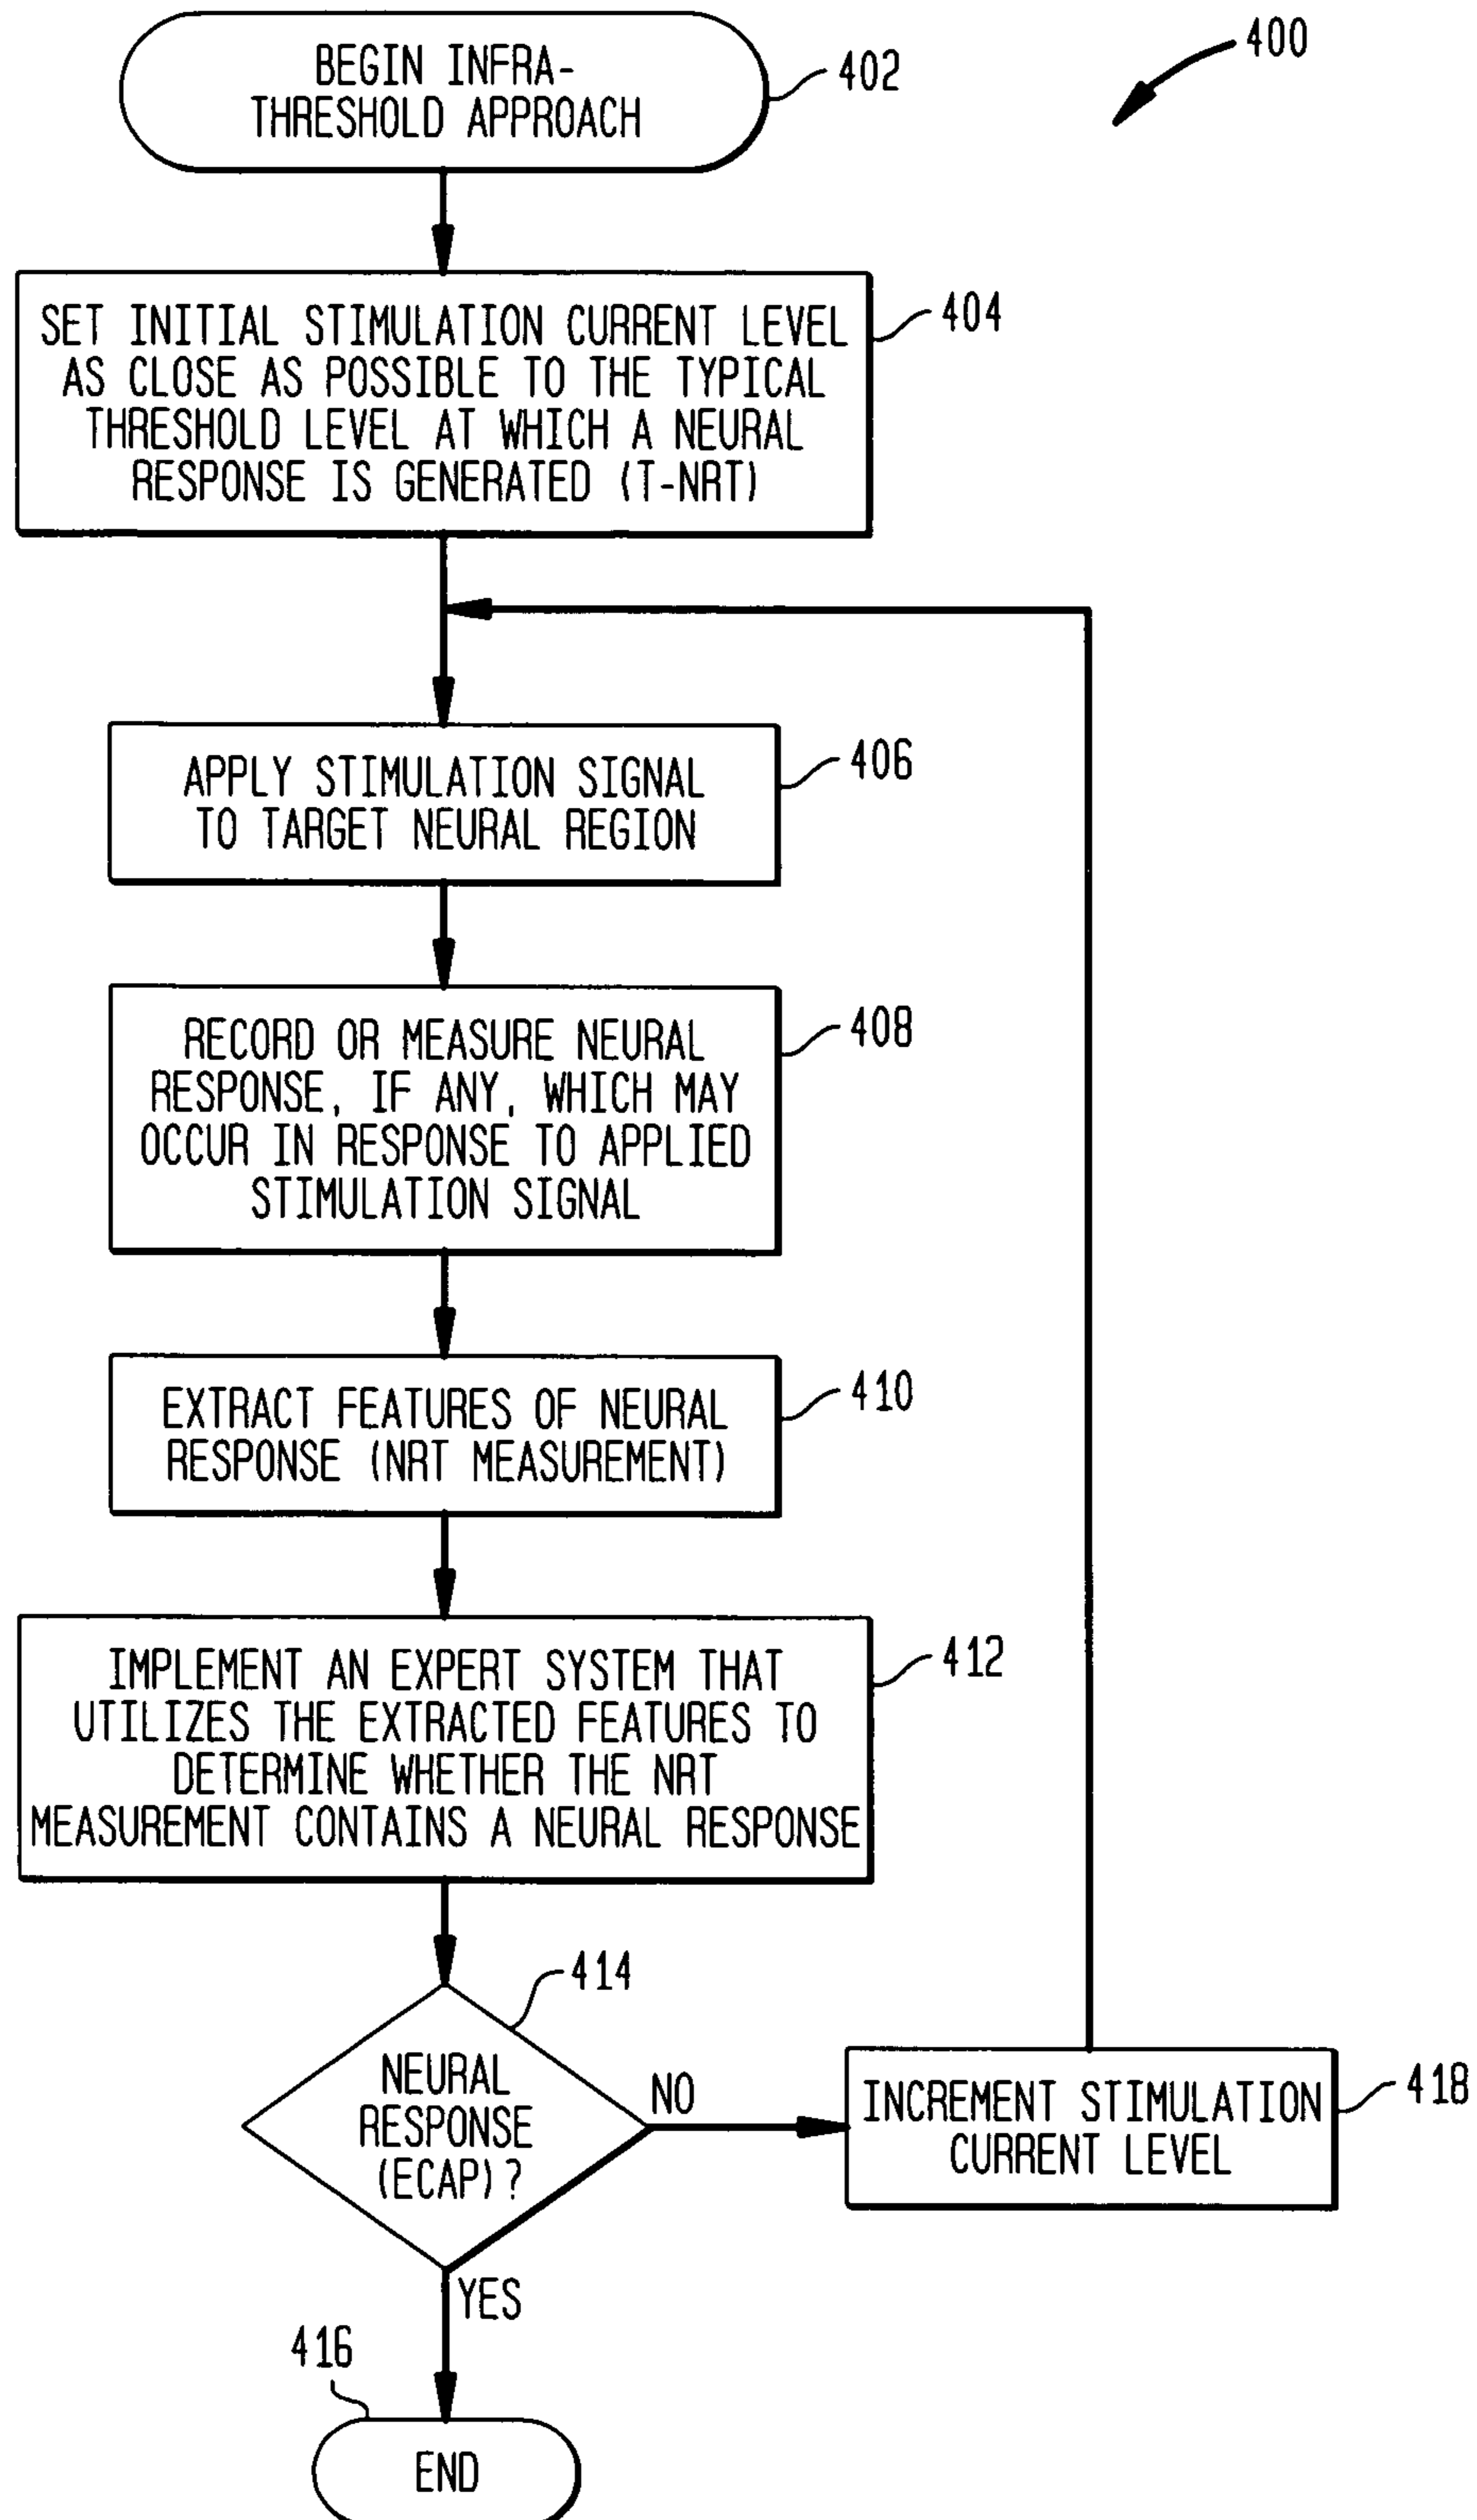 400
BEGIN INFRA-
THRESHOLD APPROACH
402
SET INITIAL STIMULATION CURRENT LEVEL
AS CLOSE AS POSSIBLE TO THE TYPICAL
THRESHOLD LEVEL AT WHICH A NEURAL
RESPONSE IS GENERATED (T-NRT)
404
APPLY STIMULATION SIGNAL
TO TARGET NEURAL REGION
406
RECORD OR MEASURE NEURAL
RESPONSE, IF ANY, WHICH MAY
OCCUR IN RESPONSE TO APPLIED
STIMULATION SIGNAL
408
EXTRACT FEATURES OF NEURAL
RESPONSE (NRT MEASUREMENT)
410
IMPLEMENT AN EXPERT SYSTEM THAT
UTILIZES THE EXTRACTED FEATURES TO
DETERMINE WHETHER THE NRT
MEASUREMENT CONTAINS A NEURAL RESPONSE
412
414
NEURAL
RESPONSE
(ECAP)?
NO
INCREMENT STIMULATION
CURRENT LEVEL
418
YES
416
END